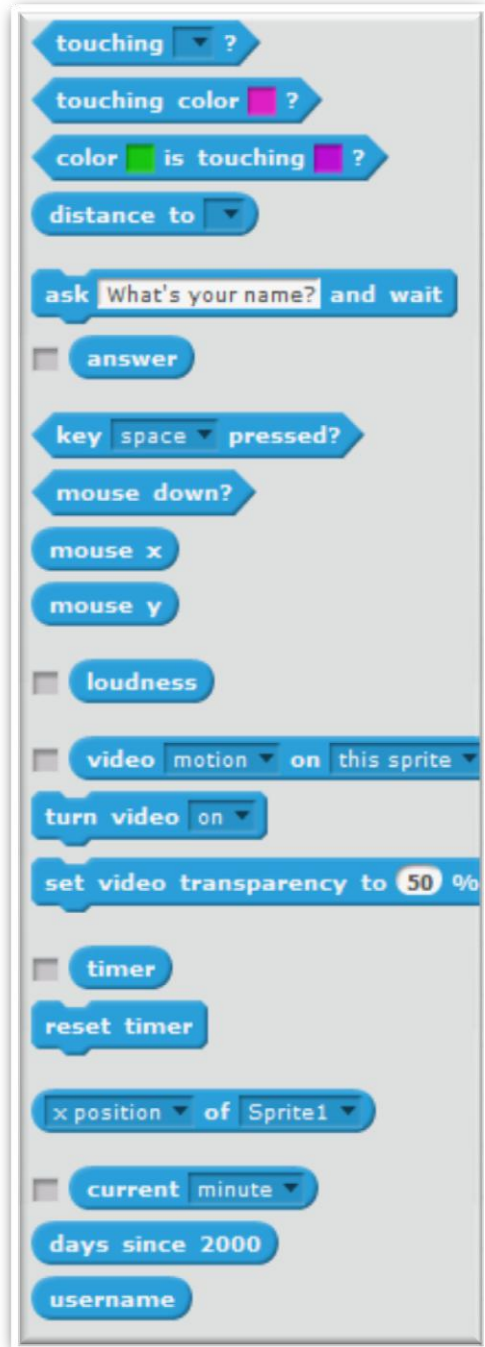 touching ?
touching color ?
color is touching ?
distance to
ask What's your name? and wait
answer
key space pressed?
mouse down?
mouse x
mouse y
loudness
video motion on this sprite
turn video on
set video transparency to 50 %
timer
reset timer
x position of Sprite1
current minute
days since 2000
username